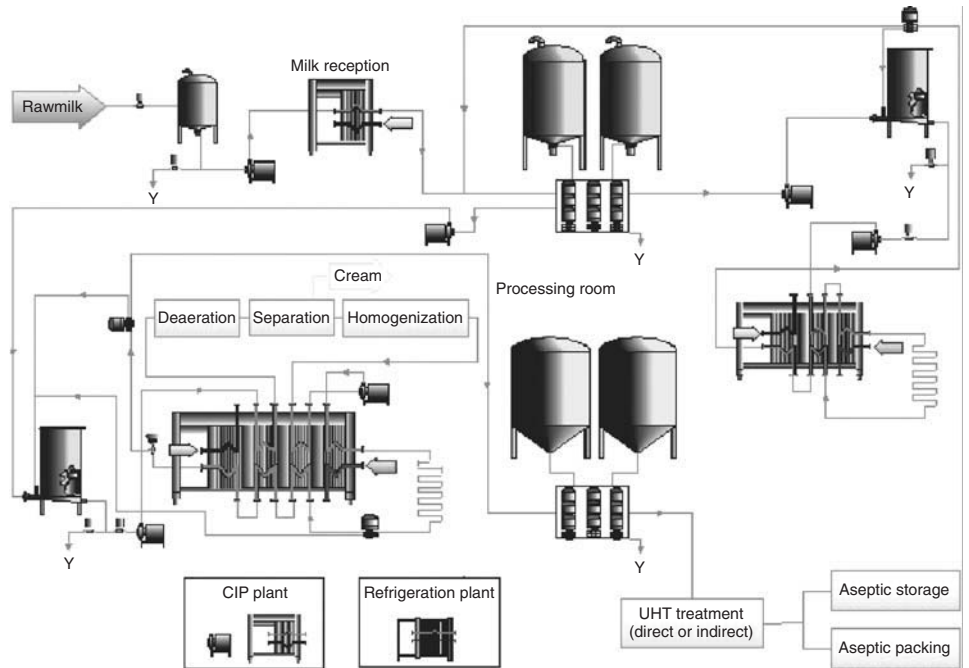 Milk reception
Rawmilk
Y
Y
Y
Cream
Processing room
Deaeration
Separation
Homogenization
Y
Y
CIP plant
Refrigeration plant
UHT treatment
(direct or indirect)
Aseptic storage
Aseptic packing